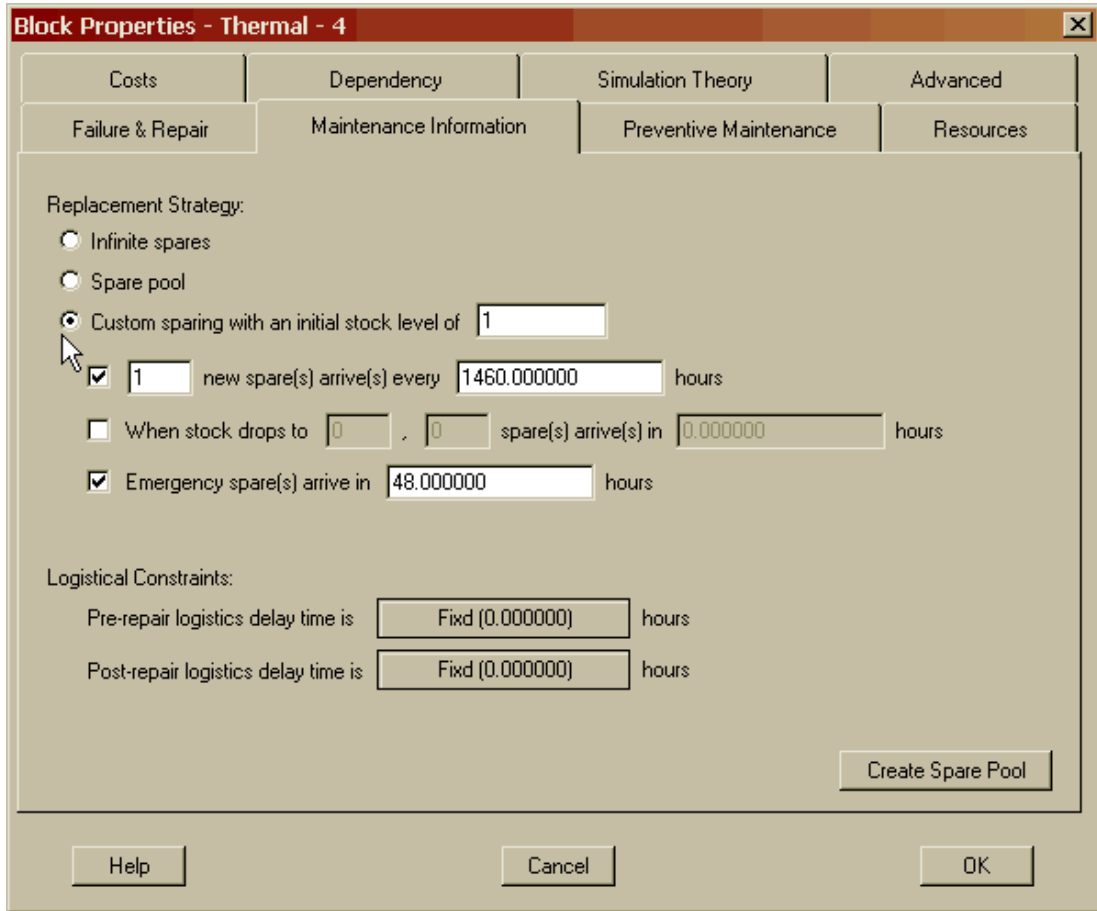 Block Properties - Thermal - 4
Costs Dependency Simulation Theory Advanced
Failure & Repair Maintenance Information Preventive Maintenance Resources
Replacement Strategy:
Infinite spares
Spare pool
Custom sparing with an initial stock level of 1
1 new spare(s) arrive(s) every 1460.000000 hours
When stock drops to 0 , 0 spare(s) arrive(s) in 0.000000 hours
Emergency spare(s) arrive in 48.000000 hours
Logistical Constraints:
Pre-repair logistics delay time is Fixd (0.000000) hours
Post-repair logistics delay time is Fixd (0.000000) hours
Create Spare Pool
Help Cancel OK